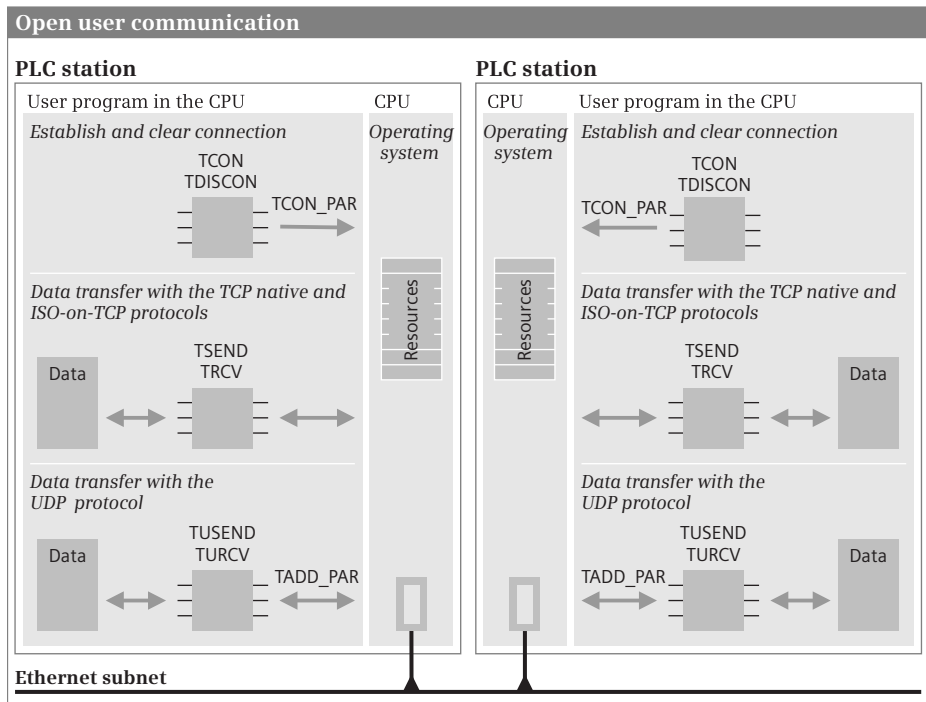 Open user communication
PLC station
User program in the CPU
CPU
Establish and clear connection
Operating
system
TCON
TDISCON
TCON_PAR
Resources
Data transfer with the TCP native and
ISO-on-TCP protocols
Data
TSEND
TRCV
Data transfer with the
UDP protocol
Data
TUSEND
TURCV
TADD_PAR
PLC station
CPU
User program in the CPU
Operating
system
Establish and clear connection
TCON
TDISCON
TCON_PAR
Resources
Data transfer with the TCP native and
ISO-on-TCP protocols
TSEND
TRCV
Data
Data transfer with the
UDP protocol
TUSEND
TURCV
TADD_PAR
Data
Ethernet subnet